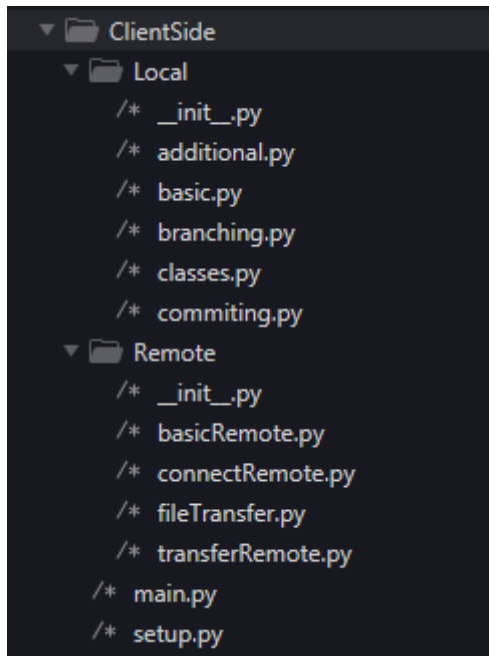 ClientSide
Local
/* __init__.py
/* additional.py
/* basic.py
/* branching.py
/* classes.py
/* commiting.py
Remote
/* __init__.py
/* basicRemote.py
/* connectRemote.py
/* fileTransfer.py
/* transferRemote.py
/* main.py
/* setup.py